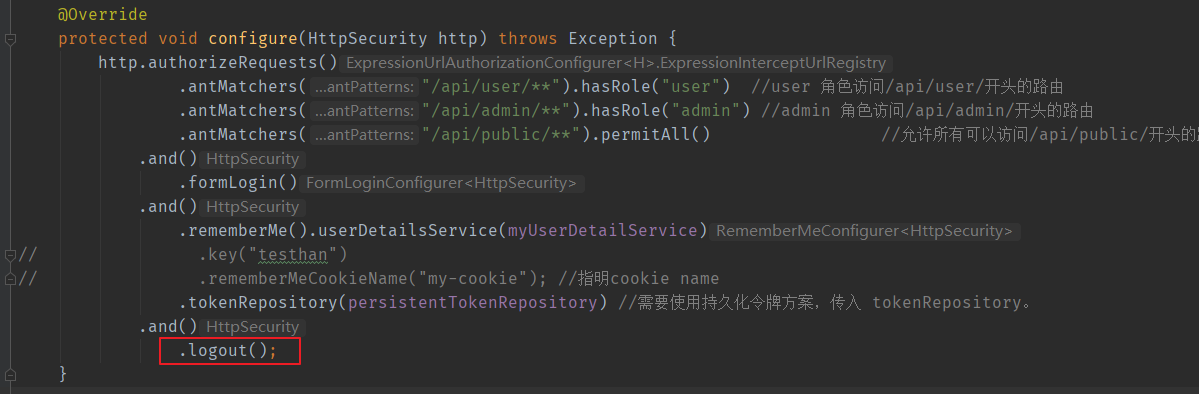 @Override
protected void configure(HttpSecurity http) throws Exception {
http.authorizeRequests() ExpressionUrlAuthorizationConfigurer<H>.ExpressionInterceptUrlRegistry
.antMatchers( ...antPatterns: "/api/user/**").hasRole("user") //user 角色访问/api/user/开头的路由
.antMatchers( ...antPatterns: "/api/admin/**").hasRole("admin") //admin 角色访问/api/admin/开头的路由
.antMatchers( ...antPatterns: "/api/public/**").permitAll() //允许所有可以访问/api/public/开头的
.and() HttpSecurity
.formLogin() FormLoginConfigurer<HttpSecurity>
.and() HttpSecurity
.rememberMe().userDetailsService(myUserDetailService) RememberMeConfigurer<HttpSecurity>
// .key("testhan")
// .rememberMeCookieName("my-cookie"); //指明cookie name
.tokenRepository(persistentTokenRepository) //需要使用持久化令牌方案，传入 tokenRepository。
.and() HttpSecurity
.logout();
}